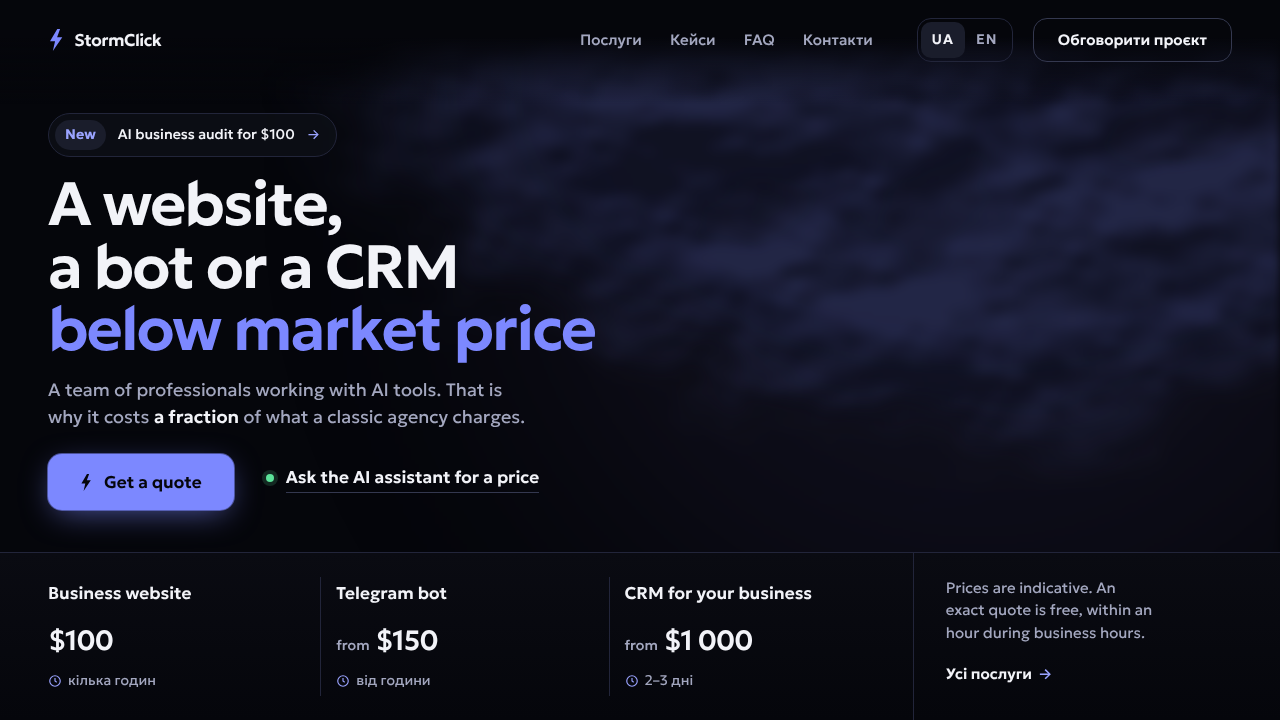 StormClick
Послуги
Кейси
FAQ
Контакти
UA
EN
Обговорити проєкт
New AI business audit for $100 →
A website,
a bot or a CRM
below market price
A team of professionals working with AI tools. That is
why it costs a fraction of what a classic agency charges.
Get a quote
Ask the AI assistant for a price
Business website
$100
кілька годин
Telegram bot
from $150
від години
CRM for your business
from $1 000
2–3 дні
Prices are indicative. An
exact quote is free, within an
hour during business hours.
Усі послуги →